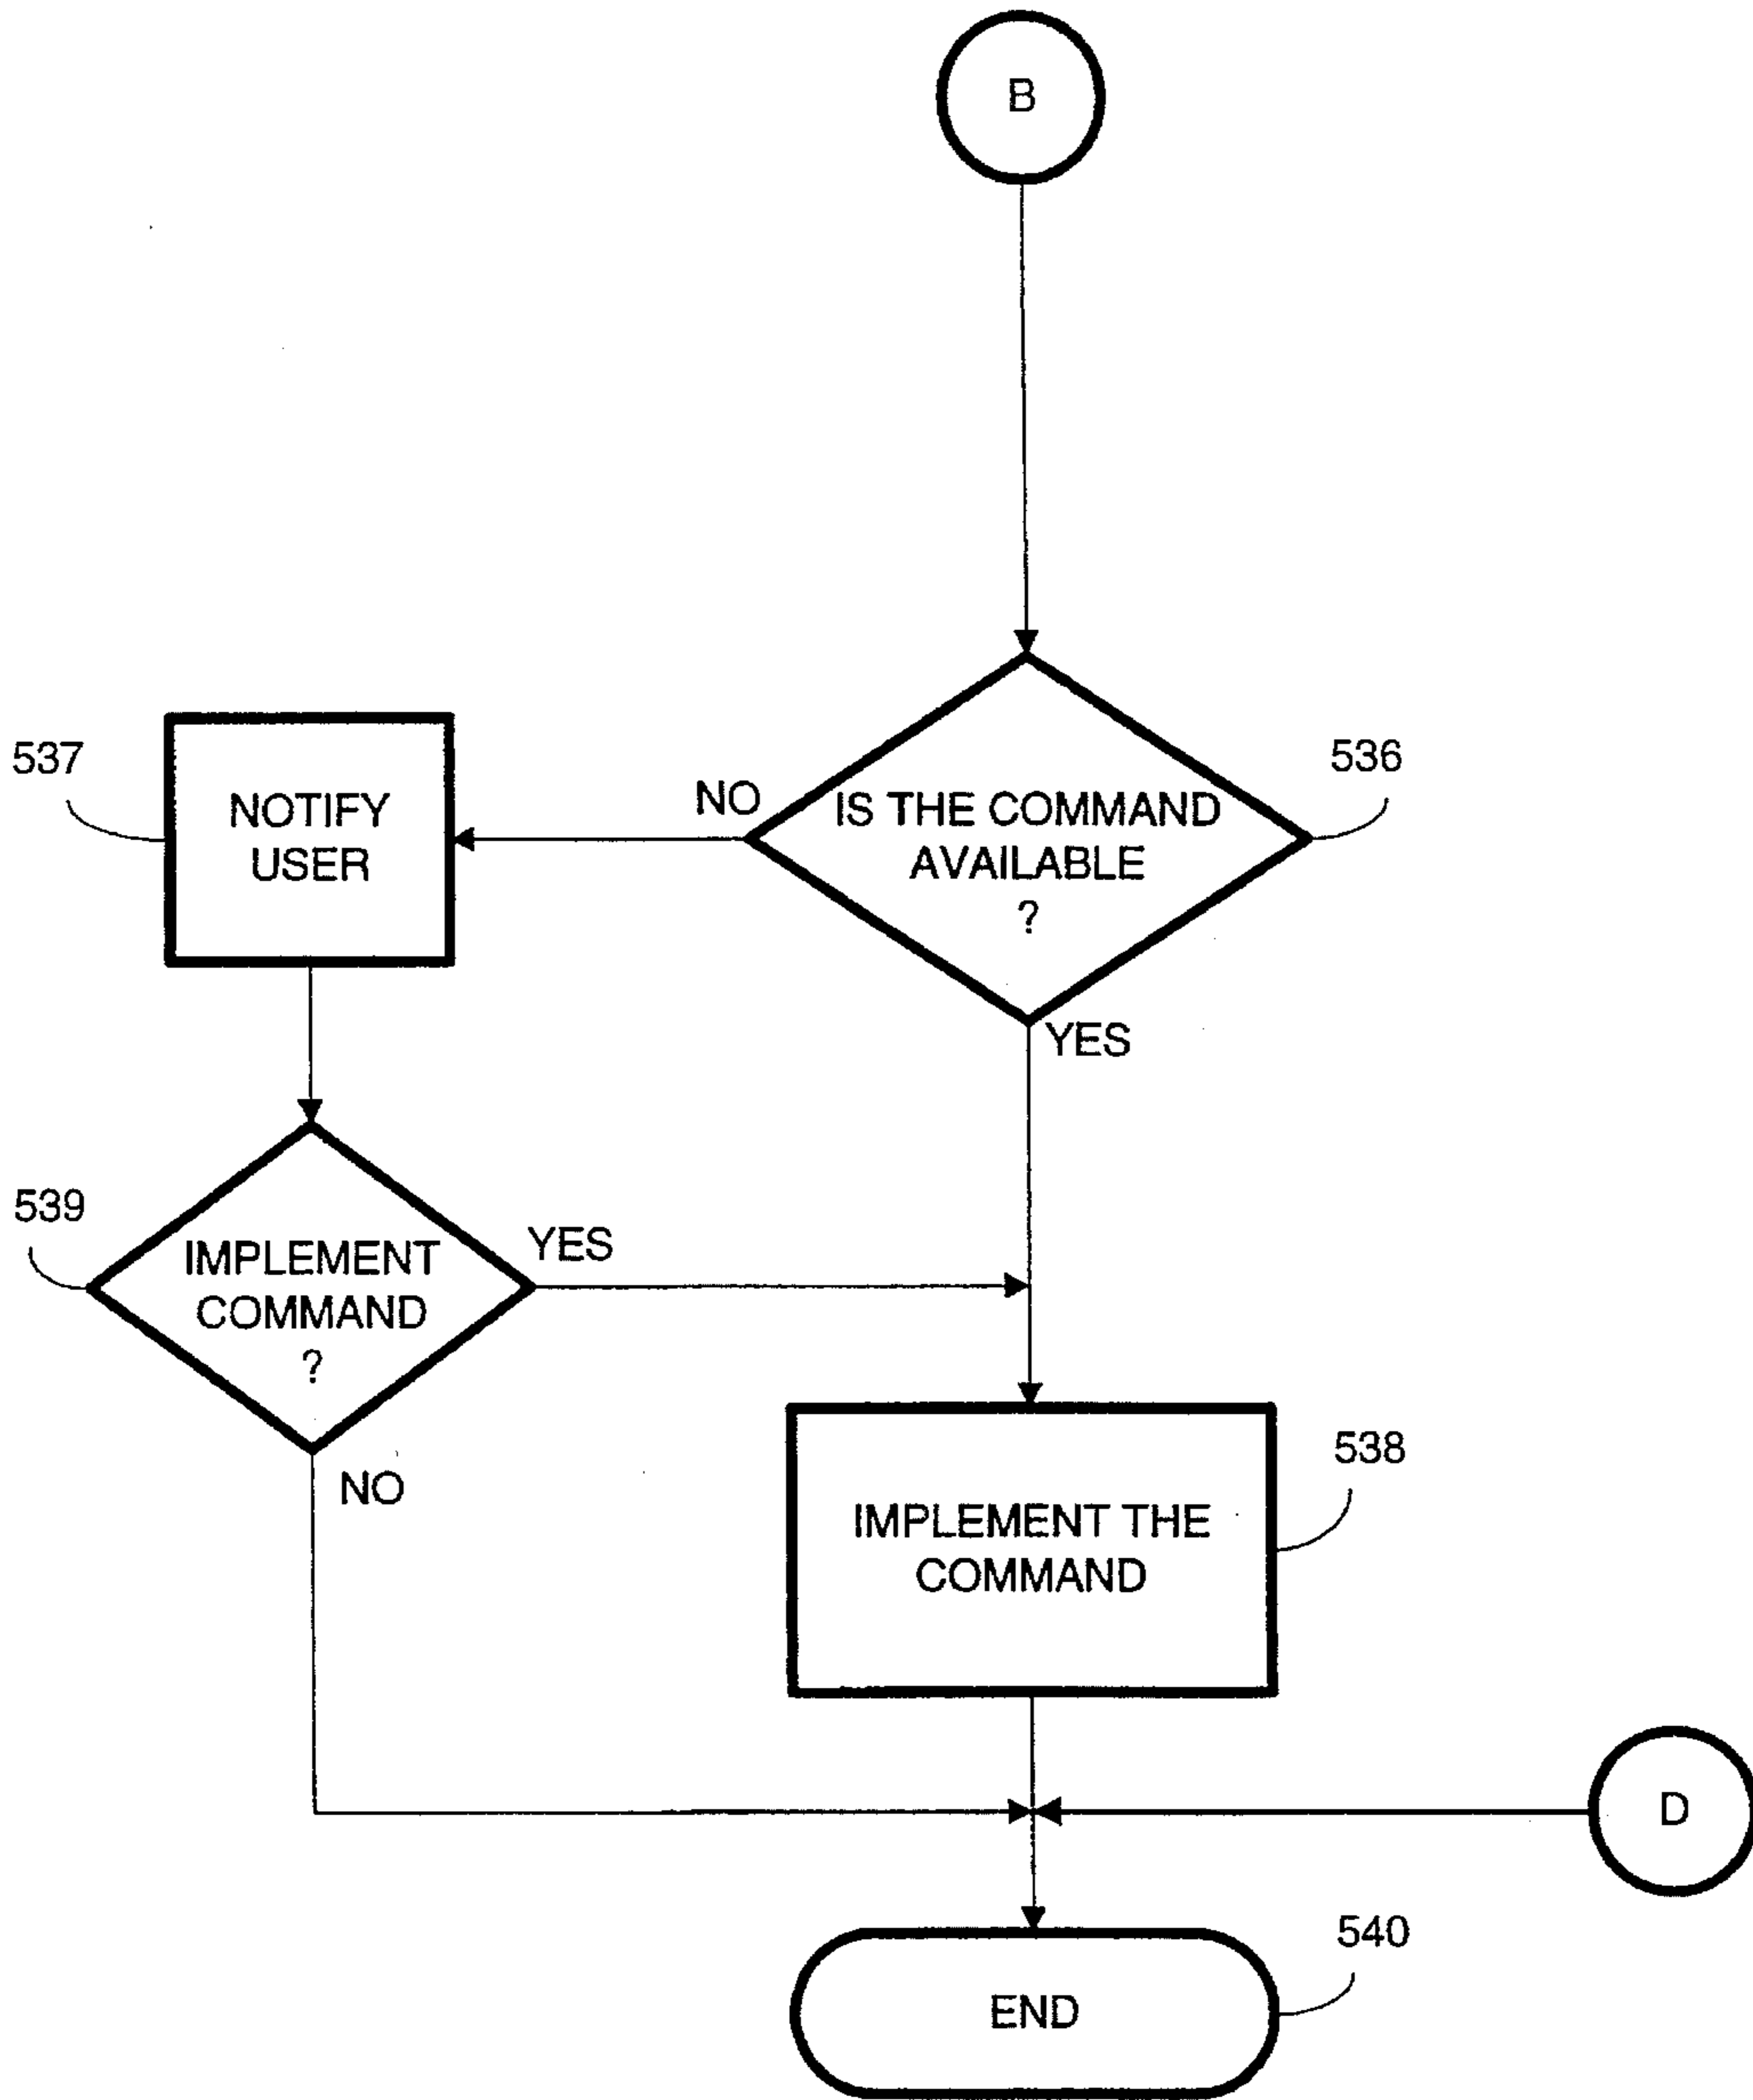 B
537
NOTIFY
USER
NO
IS THE COMMAND
AVAILABLE
?
536
YES
539
IMPLEMENT
COMMAND
?
YES
NO
IMPLEMENT THE
COMMAND
538
D
END
540